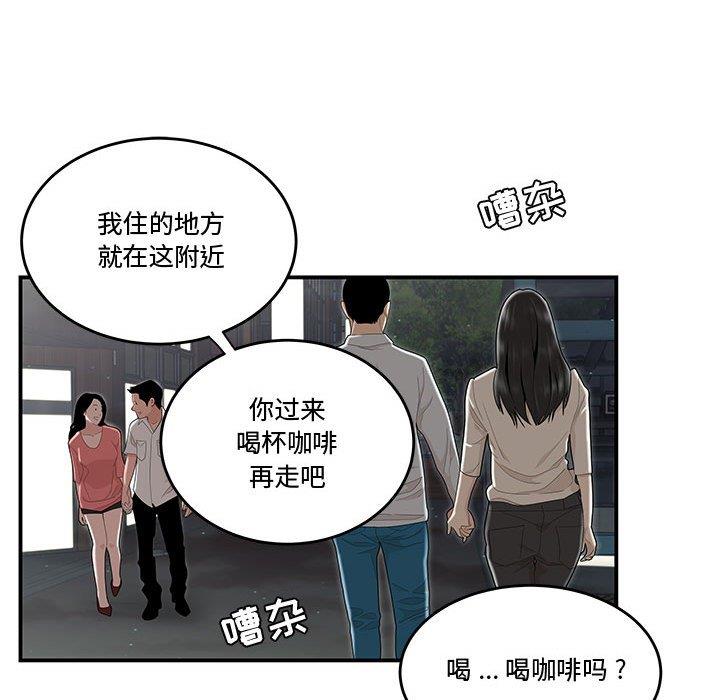 嘈杂
我住的地方
就在这附近
你过来
喝杯咖啡
再走吧
嘈杂
喝...喝咖啡吗?